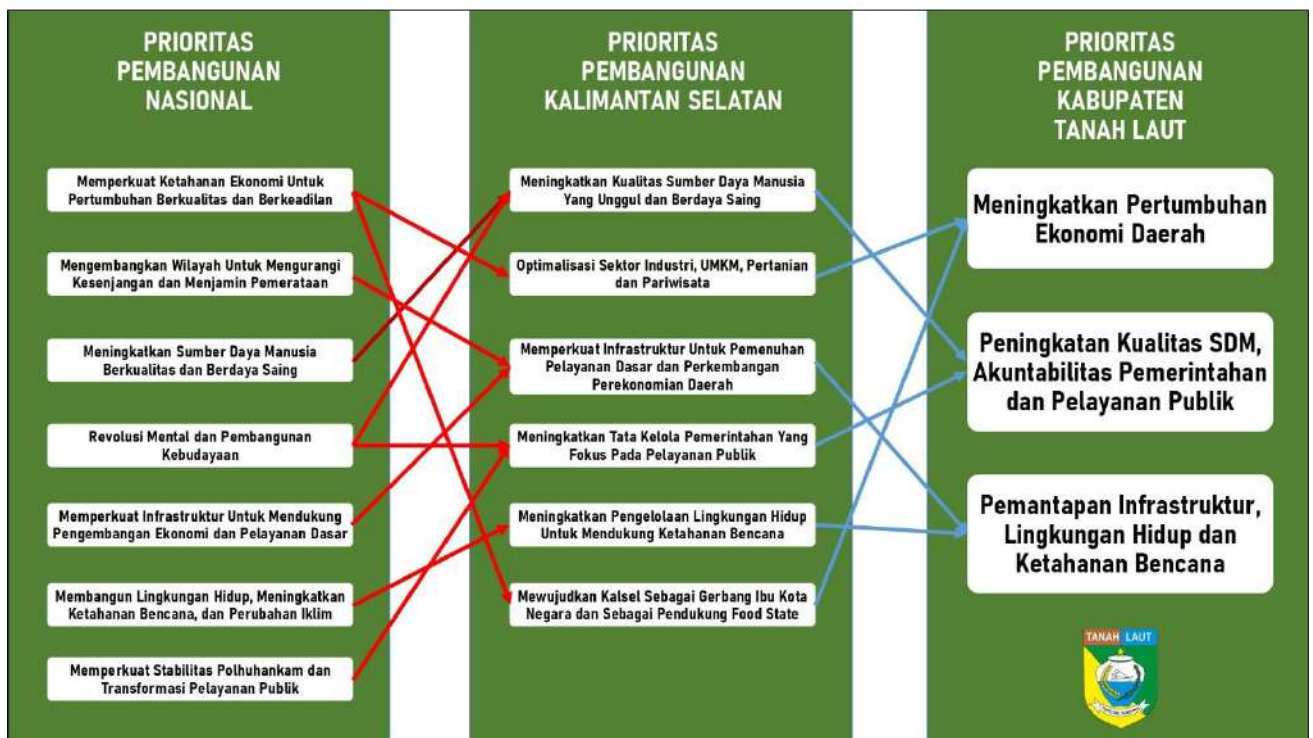 PRIORITAS
PEMBANGUNAN
NASIONAL
Memperkuat Ketahanan Ekonomi Untuk
Pertumbuhan Berkualitas dan Berkeadilan
Mengembangkan Wilayah Untuk Mengurangi
Kesenjangan dan Menjamin Pemerataan
Meningkatkan Sumber Daya Manusia
Berkualitas dan Berdaya Saing
Revolusi Mental dan Pembangunan
Kebudayaan
Memperkuat Infrastruktur Untuk Mendukung
Pengembangan Ekonomi dan Pelayanan Dasar
Membangun Lingkungan Hidup, Meningkatkan
Ketahanan Bencana, dan Perubahan Iklim
Memperkuat Stabilitas Polhuhankam dan
Transformasi Pelayanan Publik
PRIORITAS
PEMBANGUNAN
KALIMANTAN SELATAN
Meningkatkan Kualitas Sumber Daya Manusia
Yang Unggul dan Berdaya Saing
Optimalisasi Sektor Industri, UMKM, Pertanian
dan Pariwisata
Memperkuat Infrastruktur Untuk Pemenuhan
Pelayanan Dasar dan Perkembangan
Perekonomian Daerah
Meningkatkan Tata Kelola Pemerintahan Yang
Fokus Pada Pelayanan Publik
Meningkatkan Pengelolaan Lingkungan Hidup
Untuk Mendukung Ketahanan Bencana
Mewujudkan Kalsel Sebagai Gerbang Ibu Kota
Negara dan Sebagai Pendukung Food State
PRIORITAS
PEMBANGUNAN
KABUPATEN
TANAH LAUT
Meningkatkan Pertumbuhan
Ekonomi Daerah
Peningkatan Kualitas SDM,
Akuntabilitas Pemerintahan
dan Pelayanan Publik
Pemantapan Infrastruktur,
Lingkungan Hidup dan
Ketahanan Bencana
TANAH LAUT